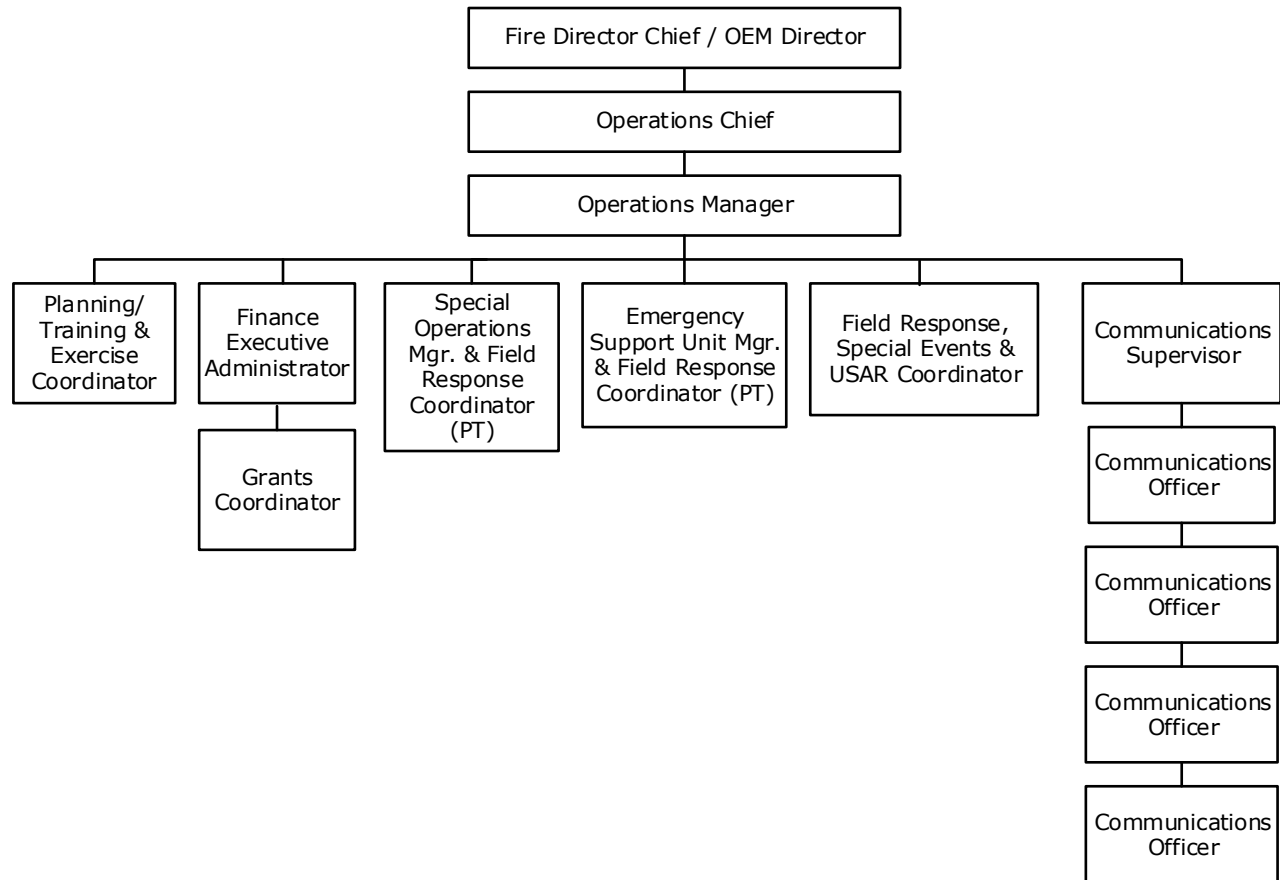 Fire Director Chief / OEM Director
Operations Chief
Operations Manager
Planning/
Training &
Exercise
Coordinator
Finance
Executive
Administrator
Special
Operations
Mgr. & Field
Response
Coordinator
(PT)
Emergency
Support Unit Mgr.
& Field Response
Coordinator (PT)
Field Response,
Special Events &
USAR Coordinator
Communications
Supervisor
Grants
Coordinator
Communications
Officer
Communications
Officer
Communications
Officer
Communications
Officer